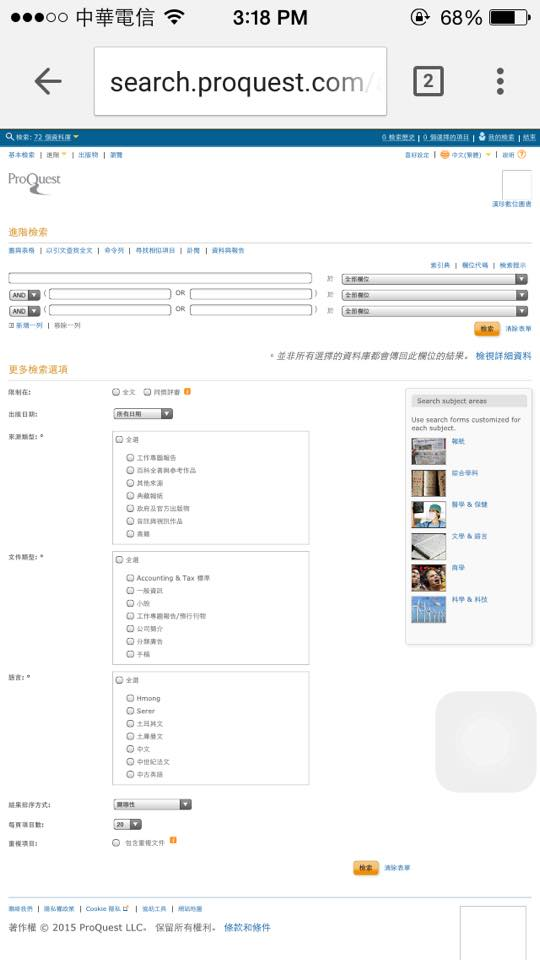 中華電信 3:18 PM 68%
search.proquest.com/a
2
檢索: 72 個資料庫 0 檢索歷史 | 0 個選擇的項目 | 我的檢索 | 結束
基本檢索 | 進階 | 出版物 | 瀏覽 喜好設定 | 中文(繁體) | 說明
ProQuest
漢珍數位圖書
進階檢索
以引文查找全文 | 命令列 | 尋找相似項目 | 訃聞 | 資料與報告
索引典 | 欄位代碼 | 檢索提示
於 全部欄位
AND ( OR ) 於 全部欄位
AND ( OR ) 於 全部欄位
新增一列 | 移除一列
檢索 清除表單
* 並非所有選擇的資料庫都會傳回此欄位的結果。 檢視詳細資料
更多檢索選項
限制在: 全文 同儕評審
出版日期: 所有日期
來源類型: *
全選
工作專題報告
百科全書與參考作品
其他來源
典藏報紙
政府及官方出版物
音訊與視訊作品
書籍
文件類型: *
全選
Accounting & Tax 標準
一般資訊
小說
工作專題報告/預行刊物
公司簡介
分類廣告
手稿
語言: *
全選
Hmong
Serer
土耳其文
土庫曼文
中文
中世紀法文
中古英語
Search subject areas
Use search forms customized for
each subject.
報紙
綜合學科
醫學 & 保健
文學 & 語言
商學
科學 & 科技
結果排序方式: 關聯性
每頁項目數: 20
重複項目: 包含重複文件
檢索 清除表單
聯絡我們 | 隱私權政策 | Cookie 隱私 | 協助工具 | 網站地圖
著作權 © 2015 ProQuest LLC。 保留所有權利。 條款和條件